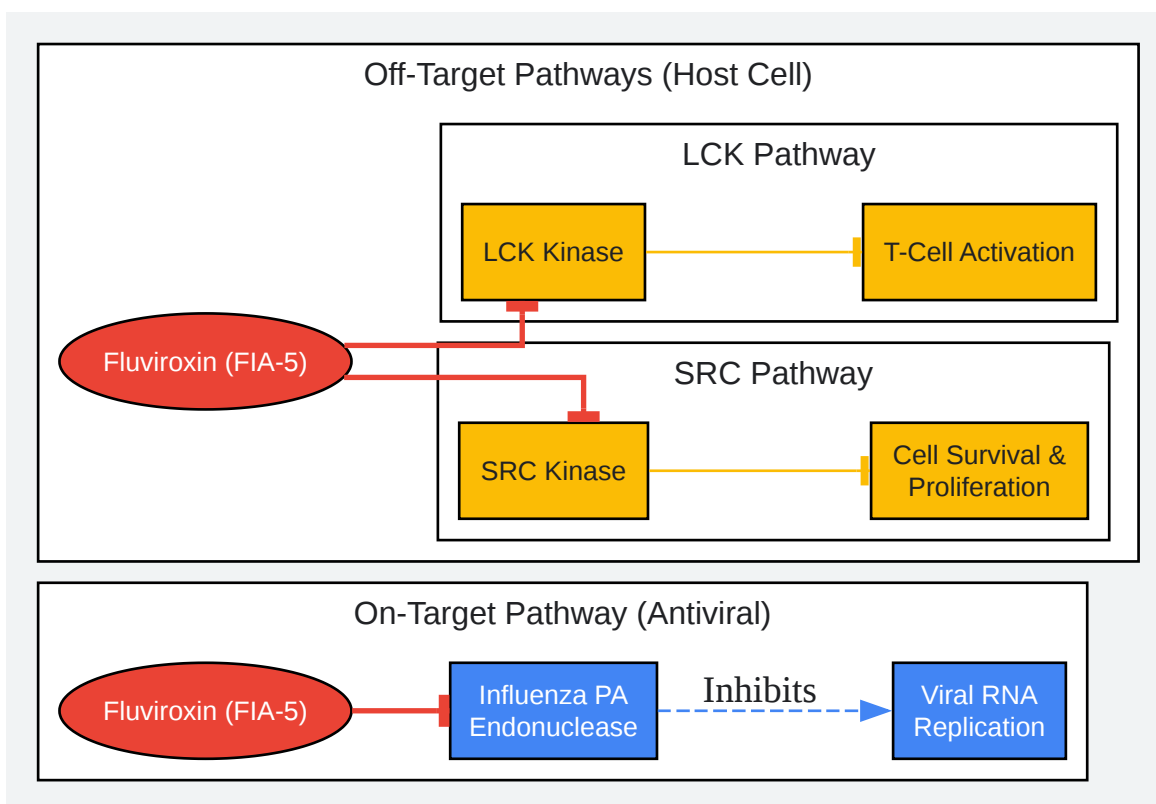 Off-Target Pathways (Host Cell)
LCK Pathway
LCK Kinase
T-Cell Activation
Fluviroxin (FIA-5)
SRC Pathway
SRC Kinase
Cell Survival &
Proliferation
On-Target Pathway (Antiviral)
Fluviroxin (FIA-5)
Influenza PA
Endonuclease
Inhibits
Viral RNA
Replication